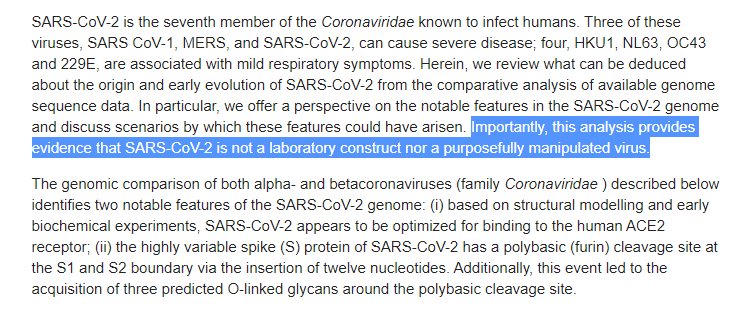 SARS-CoV-2 is the seventh member of the Coronaviridae known to infect humans. Three of these
viruses, SARS CoV-1, MERS, and SARS-CoV-2, can cause severe disease; four, HKU1, NL63, OC43
and 229E, are associated with mild respiratory symptoms. Herein, we review what can be deduced
about the origin and early evolution of SARS-CoV-2 from the comparative analysis of available genome
sequence data. In particular, we offer a perspective on the notable features in the SARS-CoV-2 genome
and discuss scenarios by which these features could have arisen. Importantly, this analysis provides
evidence that SARS-CoV-2 is not a laboratory construct nor a purposefully manipulated virus.
The genomic comparison of both alpha- and betacoronaviruses (family Coronaviridae ) described below
identifies two notable features of the SARS-CoV-2 genome: (i) based on structural modelling and early
biochemical experiments, SARS-CoV-2 appears to be optimized for binding to the human ACE2
receptor; (ii) the highly variable spike (S) protein of SARS-CoV-2 has a polybasic (furin) cleavage site at
the S1 and S2 boundary via the insertion of twelve nucleotides. Additionally, this event led to the
acquisition of three predicted O-linked glycans around the polybasic cleavage site.